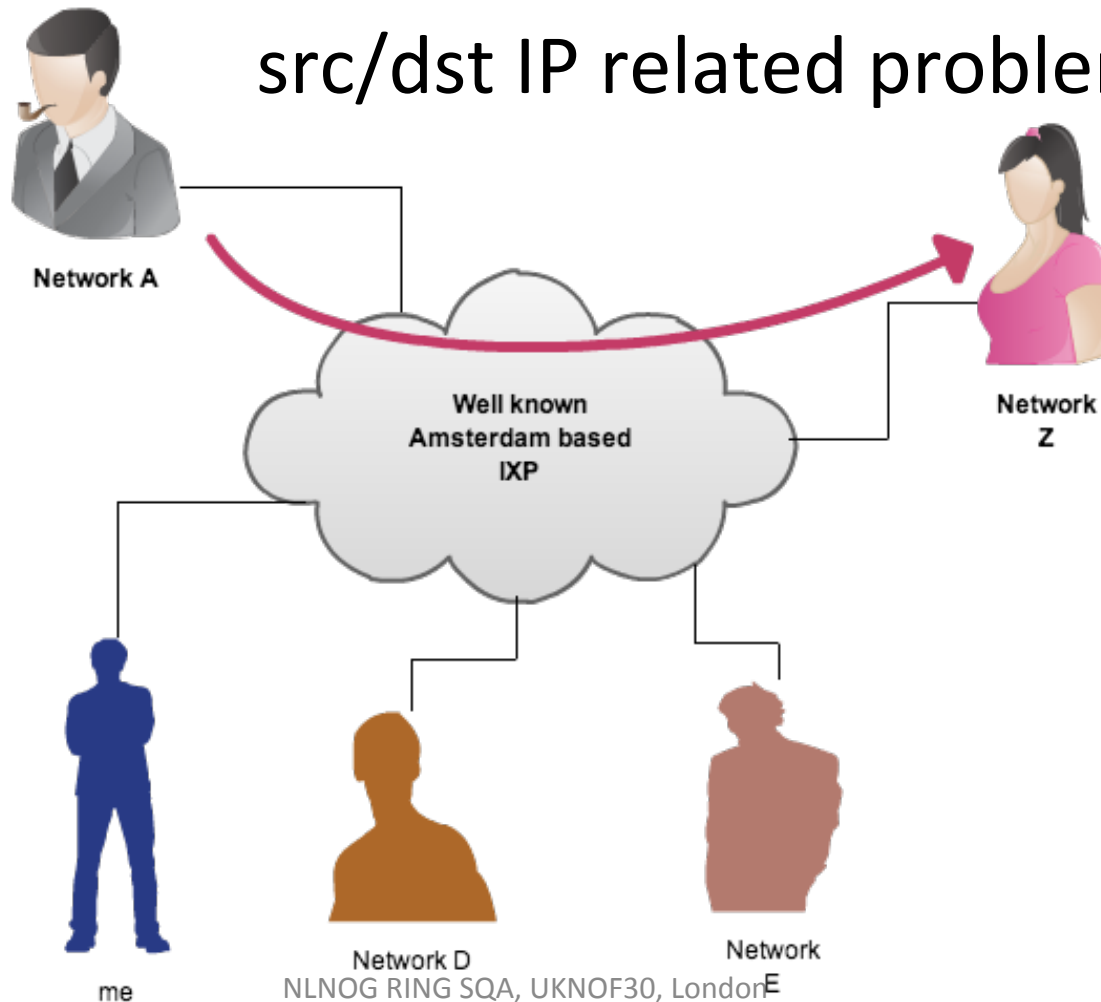 src/dst IP related proble
Network A
Network
Z
Well known
Amsterdam based
IXP
me
Network D
Network
E
NLNOG RING SQA, UKNOF30, London